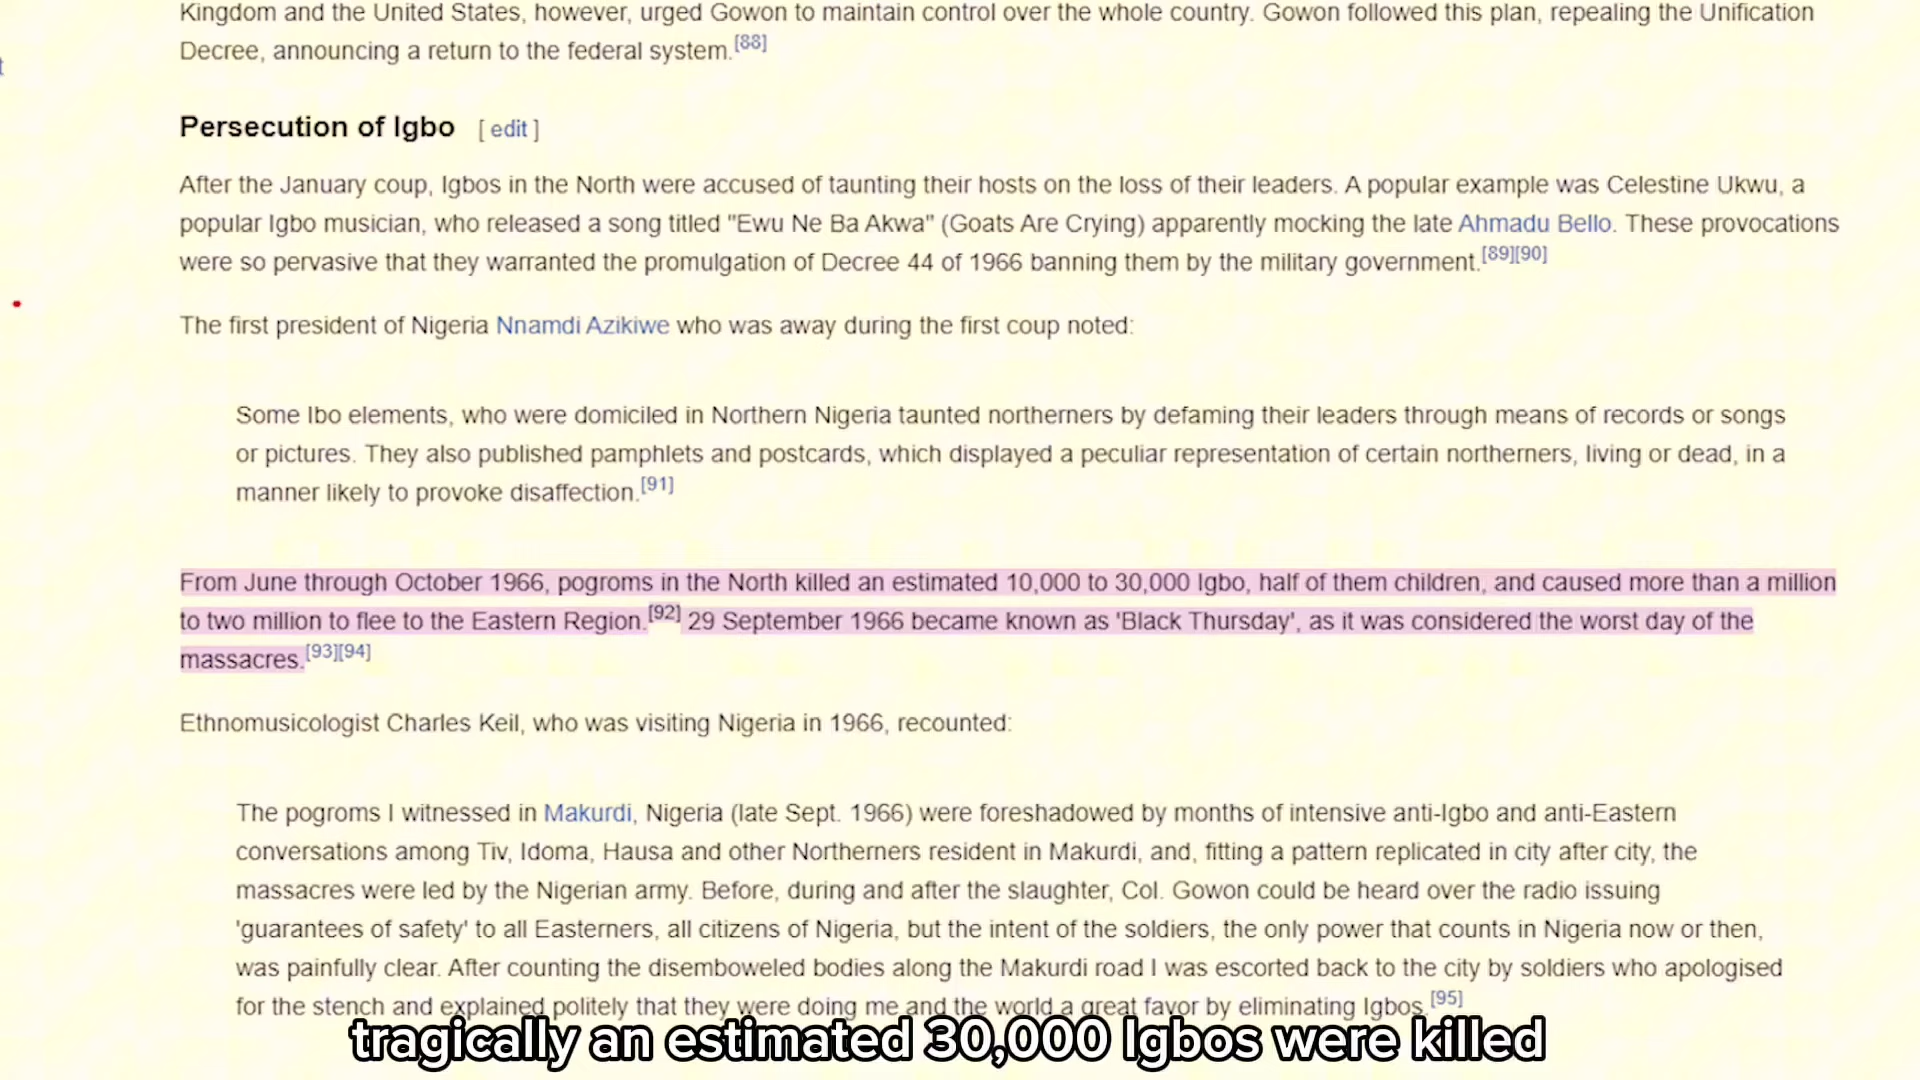 Kingdom and the United States, however, urged Gowon to maintain control over the whole country. Gowon followed this plan, repealing the Unification
Decree, announcing a return to the federal system.[88]
t
Persecution of Igbo [ edit ]
After the January coup, Igbos in the North were accused of taunting their hosts on the loss of their leaders. A popular example was Celestine Ukwu, a
popular Igbo musician, who released a song titled "Ewu Ne Ba Akwa" (Goats Are Crying) apparently mocking the late Ahmadu Bello. These provocations
were so pervasive that they warranted the promulgation of Decree 44 of 1966 banning them by the military government.[89][90]
The first president of Nigeria Nnamdi Azikiwe who was away during the first coup noted:
Some Ibo elements, who were domiciled in Northern Nigeria taunted northerners by defaming their leaders through means of records or songs
or pictures. They also published pamphlets and postcards, which displayed a peculiar representation of certain northerners, living or dead, in a
manner likely to provoke disaffection.[91]
From June through October 1966, pogroms in the North killed an estimated 10,000 to 30,000 Igbo, half of them children, and caused more than a million
to two million to flee to the Eastern Region.[92] 29 September 1966 became known as 'Black Thursday', as it was considered the worst day of the
massacres.[93][94]
Ethnomusicologist Charles Keil, who was visiting Nigeria in 1966, recounted:
The pogroms I witnessed in Makurdi, Nigeria (late Sept. 1966) were foreshadowed by months of intensive anti-Igbo and anti-Eastern
conversations among Tiv, Idoma, Hausa and other Northerners resident in Makurdi, and, fitting a pattern replicated in city after city, the
massacres were led by the Nigerian army. Before, during and after the slaughter, Col. Gowon could be heard over the radio issuing
'guarantees of safety' to all Easterners, all citizens of Nigeria, but the intent of the soldiers, the only power that counts in Nigeria now or then,
was painfully clear. After counting the disemboweled bodies along the Makurdi road I was escorted back to the city by soldiers who apologised
for the stench and explained politely that they were doing me and the world a great favor by eliminating Igbos.[95]
tragically an estimated 30,000 Igbos were killed